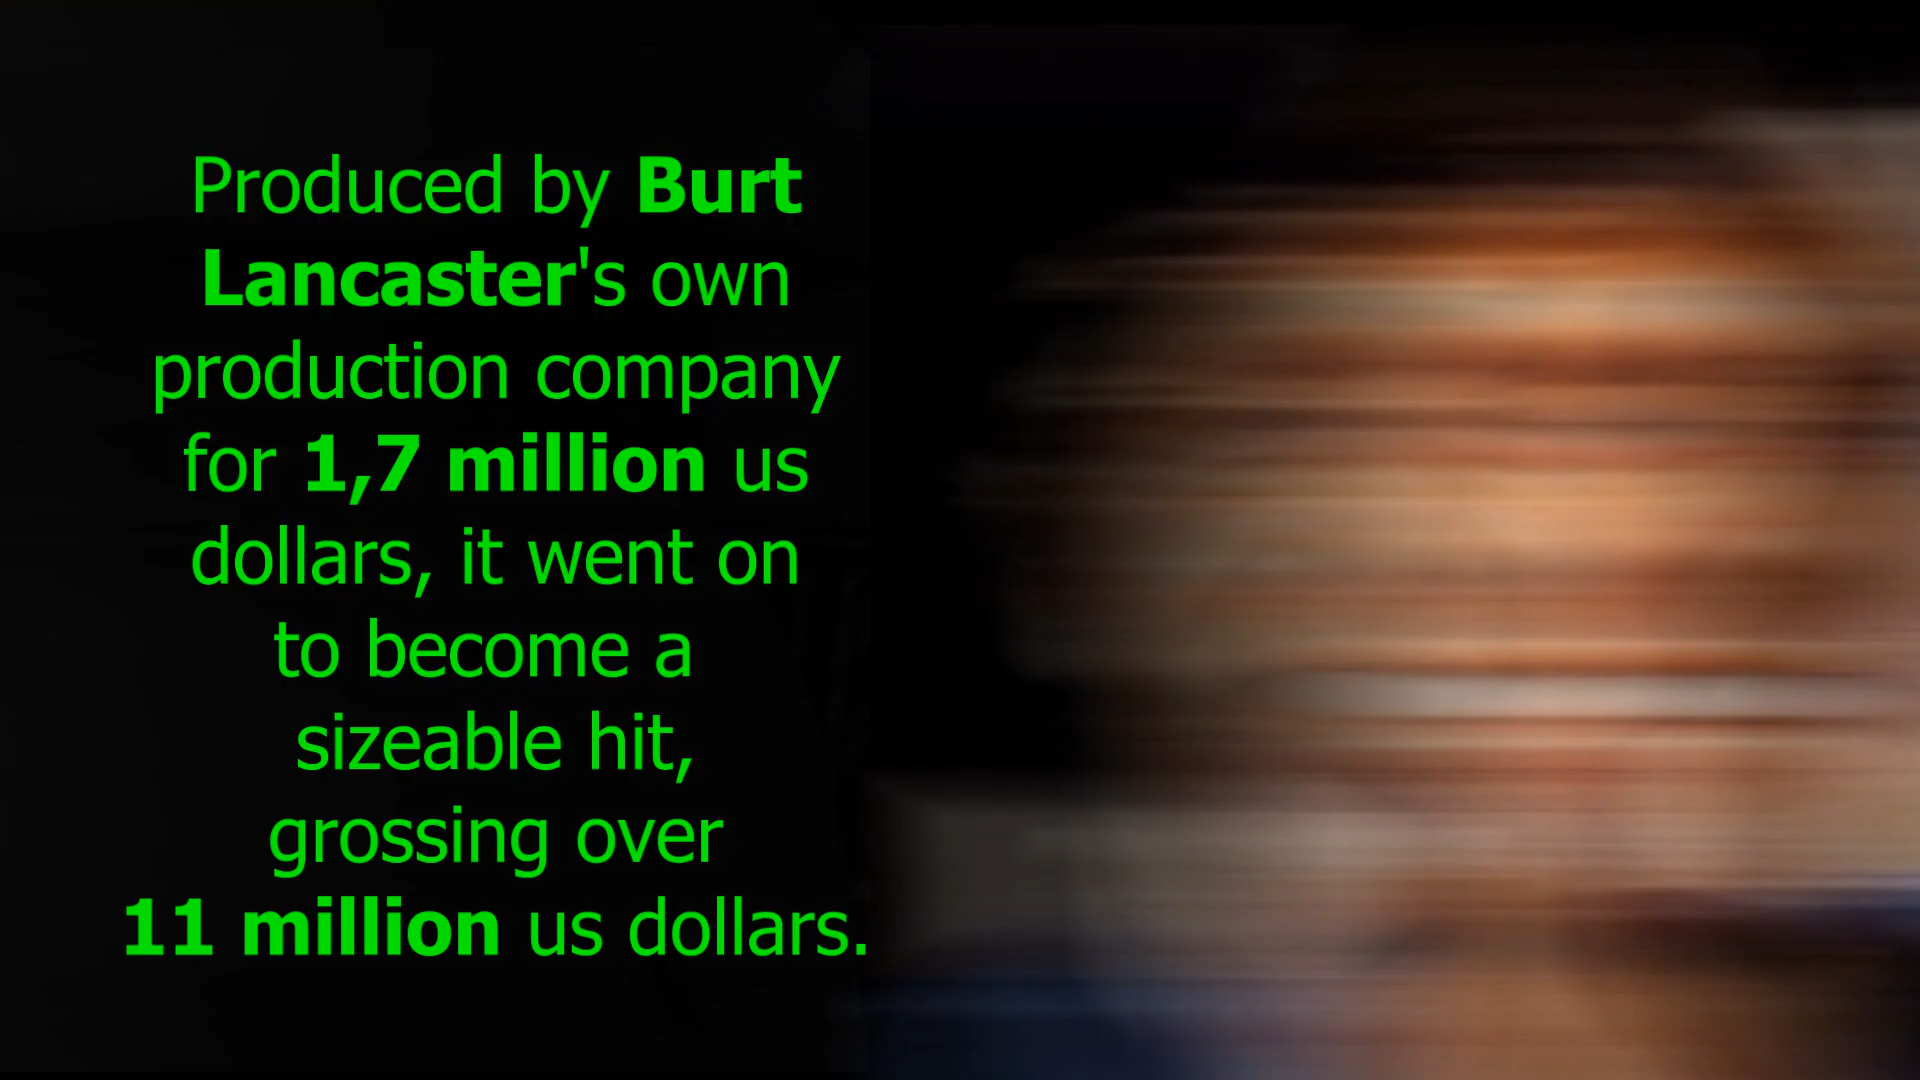 Produced by Burt
Lancaster's own
production company
for 1,7 million us
dollars, it went on
to become a
sizeable hit,
grossing over
11 million us dollars.